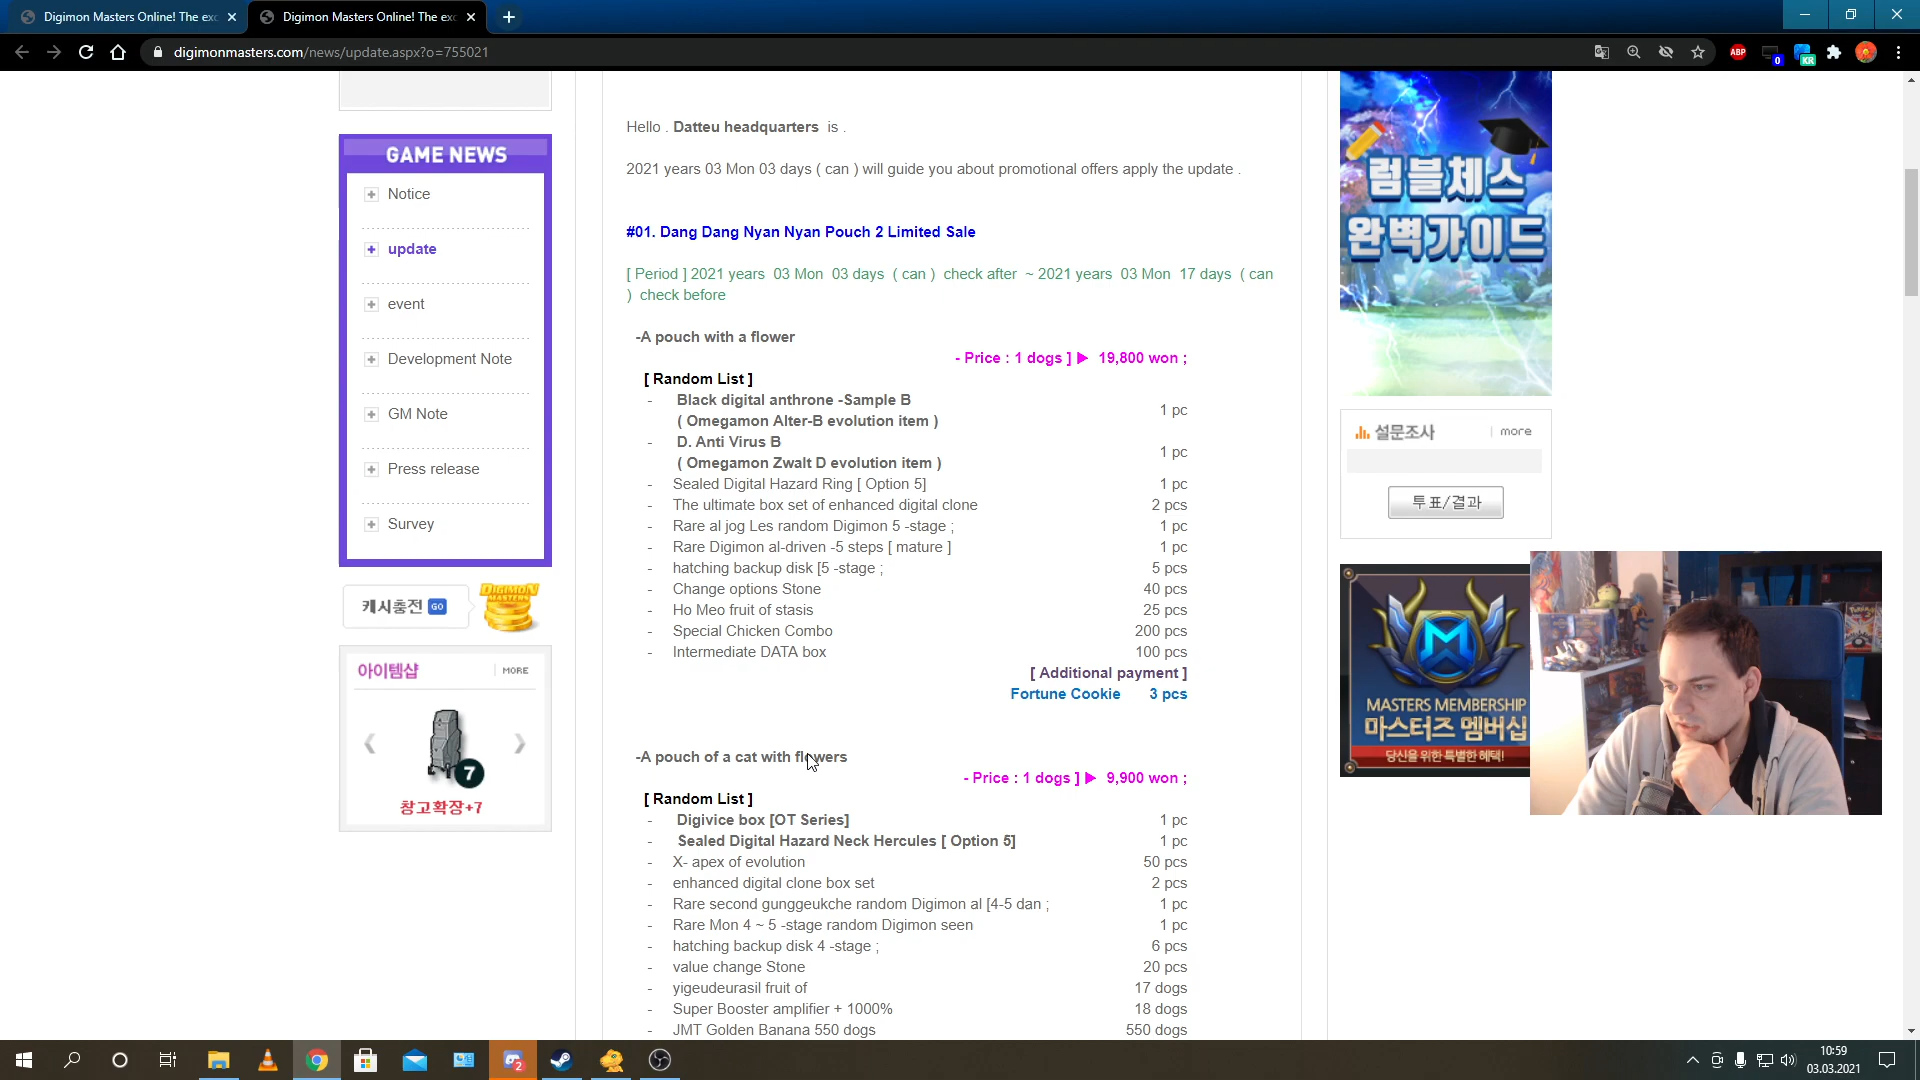 Digimon Masters Online! The exc
Digimon Masters Online! The exc
digimonmasters.com/news/update.aspx?o=755021
ABP
0
KR
GAME NEWS
Notice
update
event
Development Note
GM Note
Press release
Survey
캐시충전 GO
DIGIMON
MASTERS
아이템샵
MORE
7
창고확장+7
Hello . Datteu headquarters is .
2021 years 03 Mon 03 days ( can ) will guide you about promotional offers apply the update .
#01. Dang Dang Nyan Nyan Pouch 2 Limited Sale
[ Period ] 2021 years 03 Mon 03 days ( can ) check after ~ 2021 years 03 Mon 17 days ( can
) check before
-A pouch with a flower
- Price : 1 dogs ] ▶ 19,800 won ;
[ Random List ]
- Black digital anthrone -Sample B
( Omegamon Alter-B evolution item )
1 pc
- D. Anti Virus B
( Omegamon Zwalt D evolution item )
1 pc
- Sealed Digital Hazard Ring [ Option 5] 1 pc
- The ultimate box set of enhanced digital clone 2 pcs
- Rare al jog Les random Digimon 5 -stage ; 1 pc
- Rare Digimon al-driven -5 steps [ mature ] 1 pc
- hatching backup disk [5 -stage ; 5 pcs
- Change options Stone 40 pcs
- Ho Meo fruit of stasis 25 pcs
- Special Chicken Combo 200 pcs
- Intermediate DATA box 100 pcs
[ Additional payment ]
Fortune Cookie 3 pcs
-A pouch of a cat with flowers
- Price : 1 dogs ] ▶ 9,900 won ;
[ Random List ]
- Digivice box [OT Series] 1 pc
- Sealed Digital Hazard Neck Hercules [ Option 5] 1 pc
- X- apex of evolution 50 pcs
- enhanced digital clone box set 2 pcs
- Rare second gunggeukche random Digimon al [4-5 dan ; 1 pc
- Rare Mon 4 ~ 5 -stage random Digimon seen 1 pc
- hatching backup disk 4 -stage ; 6 pcs
- value change Stone 20 pcs
- yigeudeurasil fruit of 17 dogs
- Super Booster amplifier + 1000% 18 dogs
- JMT Golden Banana 550 dogs 550 dogs
럼블체스
완벽가이드
설문조사
more
투표/결과
MASTERS MEMBERSHIP
마스터즈 멤버십
당신을 위한 특별한 혜택!
2
10:59
03.03.2021